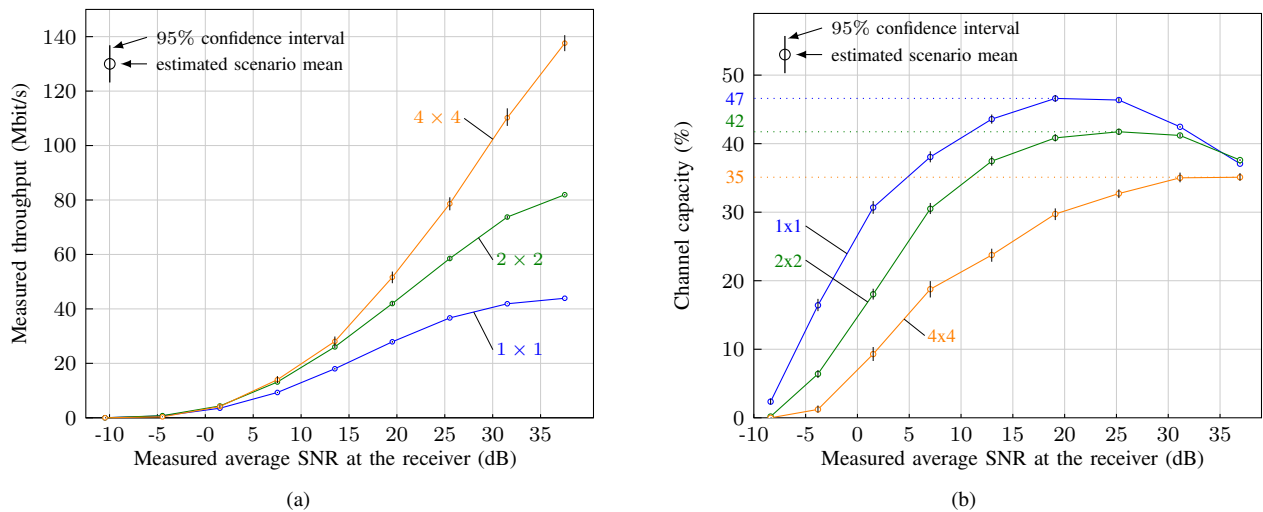 140
120
100
80
60
40
20
0
Measured throughput (Mbit/s)
95% confidence interval
estimated scenario mean
4 × 4
2 × 2
1 × 1
-10
-5
-0
5
10
15
20
25
30
35
Measured average SNR at the receiver (dB)
(a)
50
47
42
40
35
30
20
10
0
Channel capacity (%)
95% confidence interval
estimated scenario mean
1x1
2x2
4x4
-10
-5
0
5
10
15
20
25
30
35
Measured average SNR at the receiver (dB)
(b)